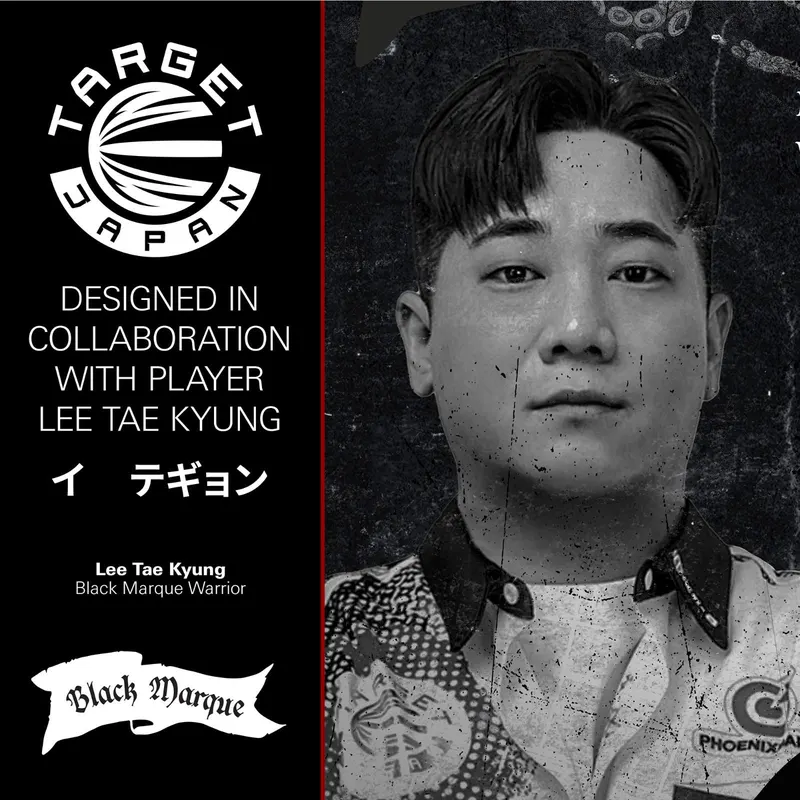 TARGET
JAPAN
DESIGNED IN
COLLABORATION
WITH PLAYER
LEE TAE KYUNG
イ テギョン
Lee Tae Kyung
Black Marque Warrior
Black Marque
PHOENIX